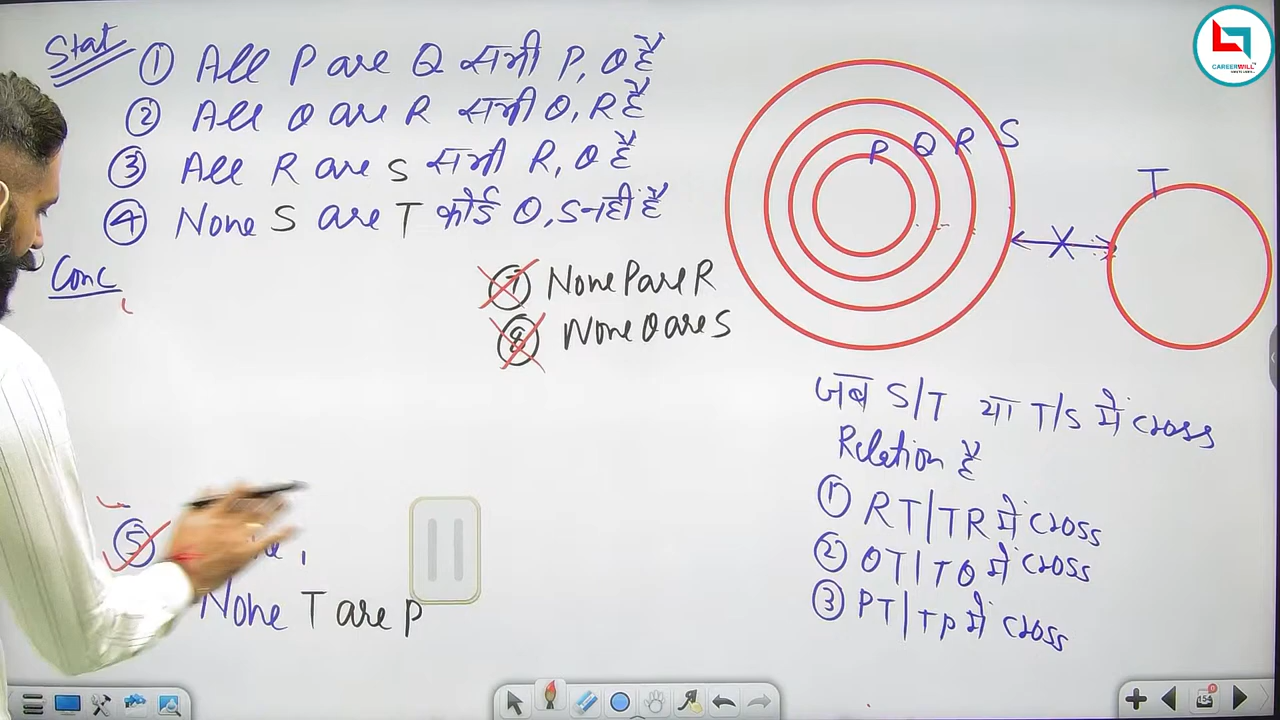 Stat ① All P are Q सभी P, Q हैं
② All Q are R सभी Q, R हैं
③ All R are S सभी R, Q हैं
④ None S are T कोई Q, S नहीं हैं
Conc
⑦ None P are R
⑧ None Q are S
⑤
None T are P
P Q R S
T
जब S/T या T/S में cross
Relation है
① RT/TR में cross
② QT/TQ में cross
③ PT/TP में cross
CAREERWILL